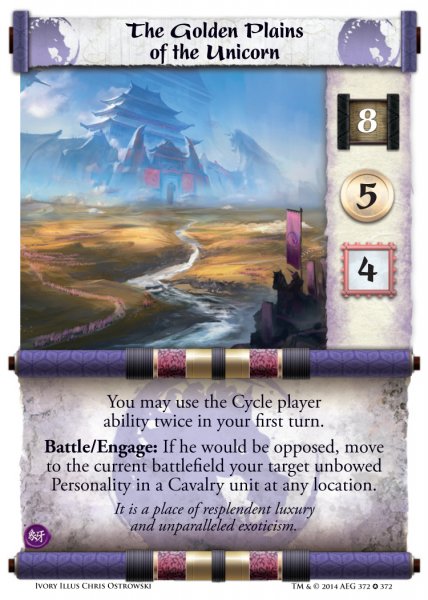 The Golden Plains
of the Unicorn
8
5
4
You may use the Cycle player
ability twice in your first turn.
Battle/Engage: If he would be opposed, move
to the current battlefield your target unbowed
Personality in a Cavalry unit at any location.
It is a place of resplendent luxury
and unparalleled exoticism.
象牙
Ivory Illus Chris Ostrowski
TM & © 2014 AEG 372 ✪ 372